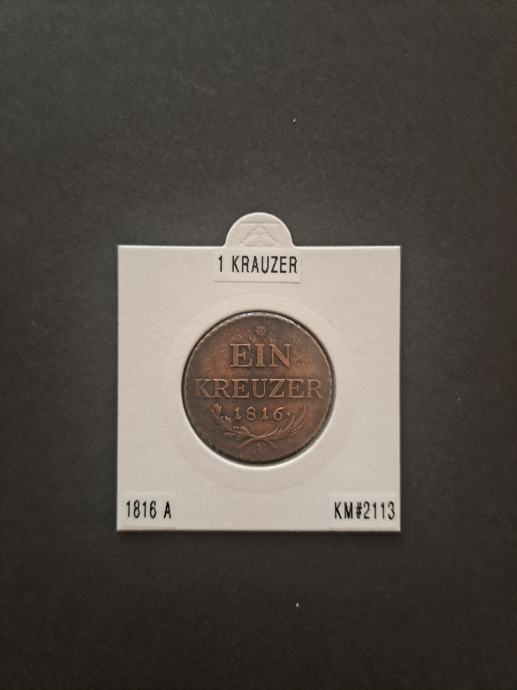 1 KRAUZER
EIN
KREUZER
.1816.
A
1816 A
KM#2113